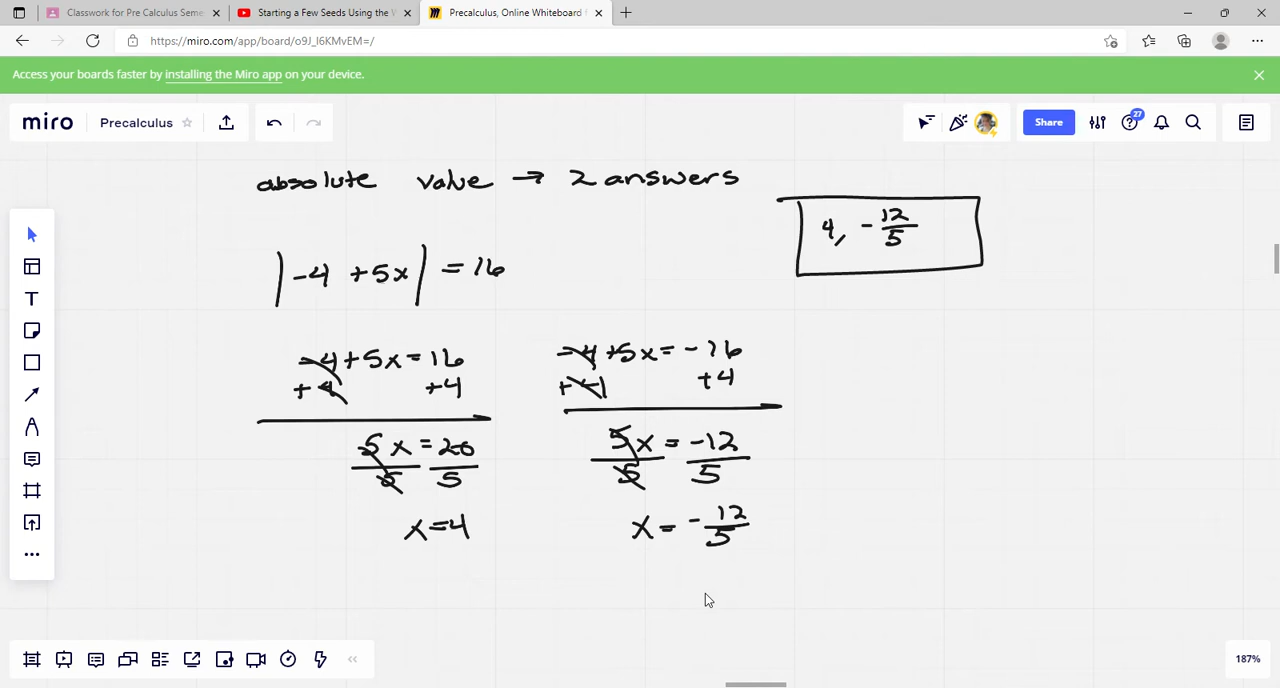 Classwork for Pre Calculus Seme
Starting a Few Seeds Using the W
Precalculus, Online Whiteboard
https://miro.com/app/board/o9J_l6KMvEM=/
Access your boards faster by installing the Miro app on your device.
miro
Precalculus
Share
27
absolute value → 2 answers
4, -12/5
|-4 + 5x| = 16
-4 + 5x = 16
+4 +4
5x = 20
5 5
x = 4
-4 + 5x = -16
+4 +4
5x = -12
5 5
x = -12/5
T
187%